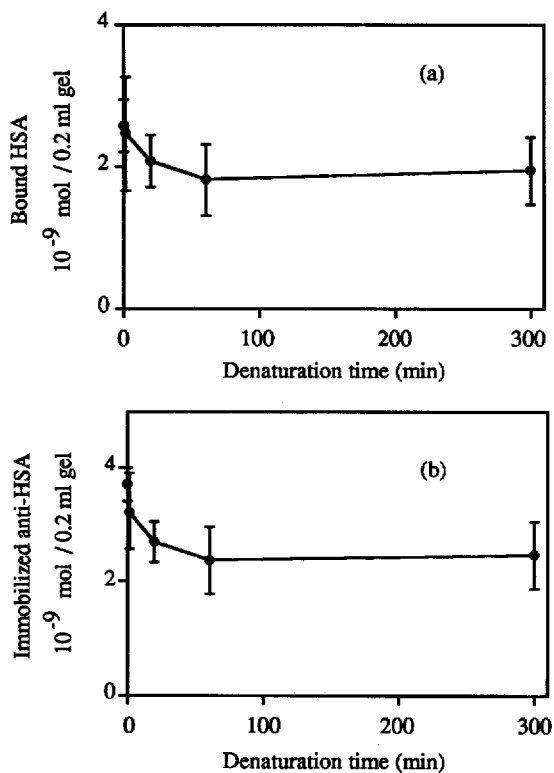 4
(a)
Bound HSA
10⁻⁹ mol / 0.2 ml gel
2
0
0 100 200 300
Denaturation time (min)
4
(b)
Immobilized anti-HSA
10⁻⁹ mol / 0.2 ml gel
2
0
0 100 200 300
Denaturation time (min)